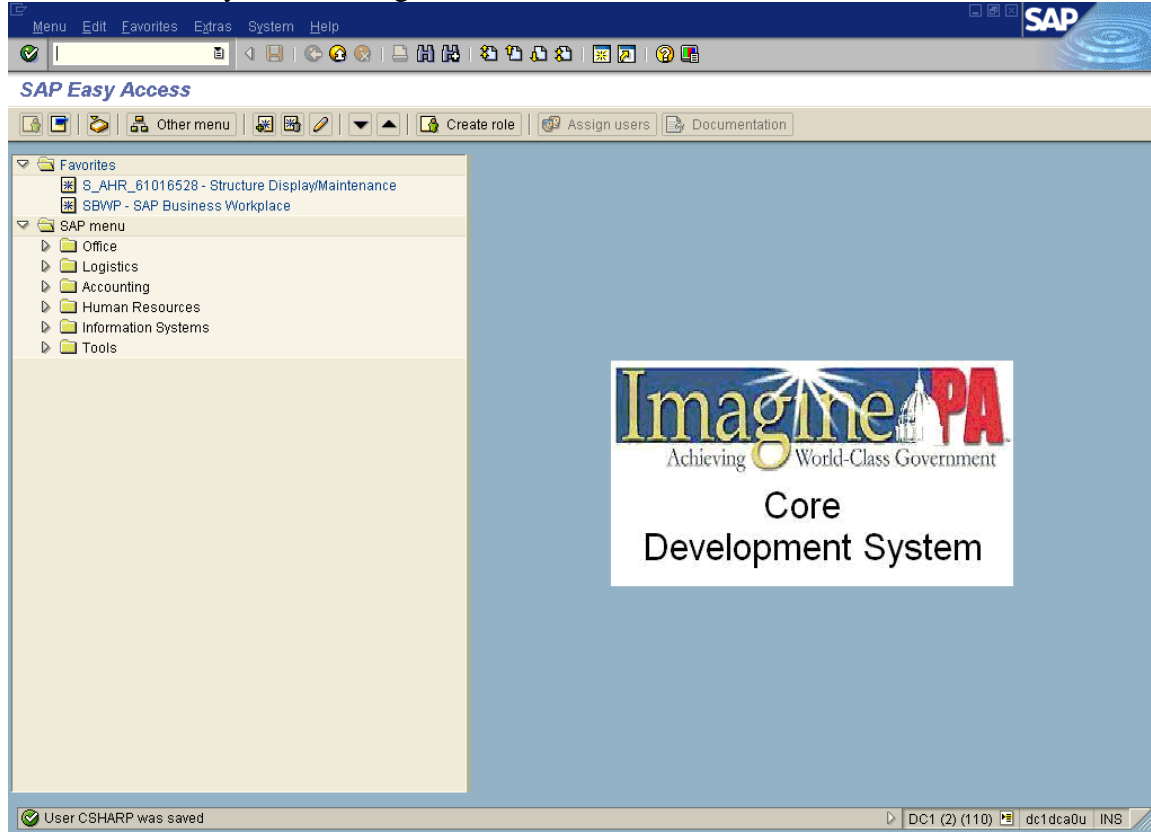 Menu Edit Favorites Extras System Help
SAP
SAP Easy Access
Other menu Create role Assign users Documentation
Favorites
S_AHR_61016528 - Structure Display/Maintenance
SBWP - SAP Business Workplace
SAP menu
Office
Logistics
Accounting
Human Resources
Information Systems
Tools
Imagine PA
Achieving World-Class Government
Core
Development System
User CSHARP was saved
DC1 (2) (110) dc1dca0u INS